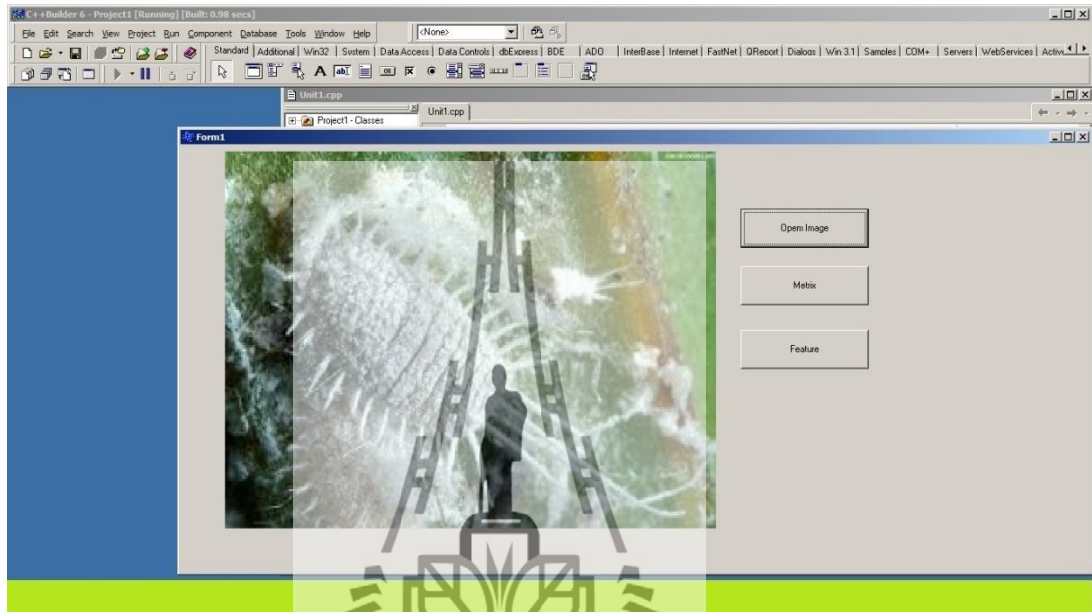 C++Builder 6 - Project1 [Running] [Built: 0.98 secs]
File Edit Search View Project Run Component Database Tools Window Help <None>
Standard Additional Win32 System Data Access Data Controls dbExpress BDE ADO InterBase Internet FastNet QReport Dialogs Win 3.1 Samples COM+ Servers WebServices
Unit1.cpp
Project1 - Classes Unit1.cpp
Form1
Opem Image
Metrix
Feature